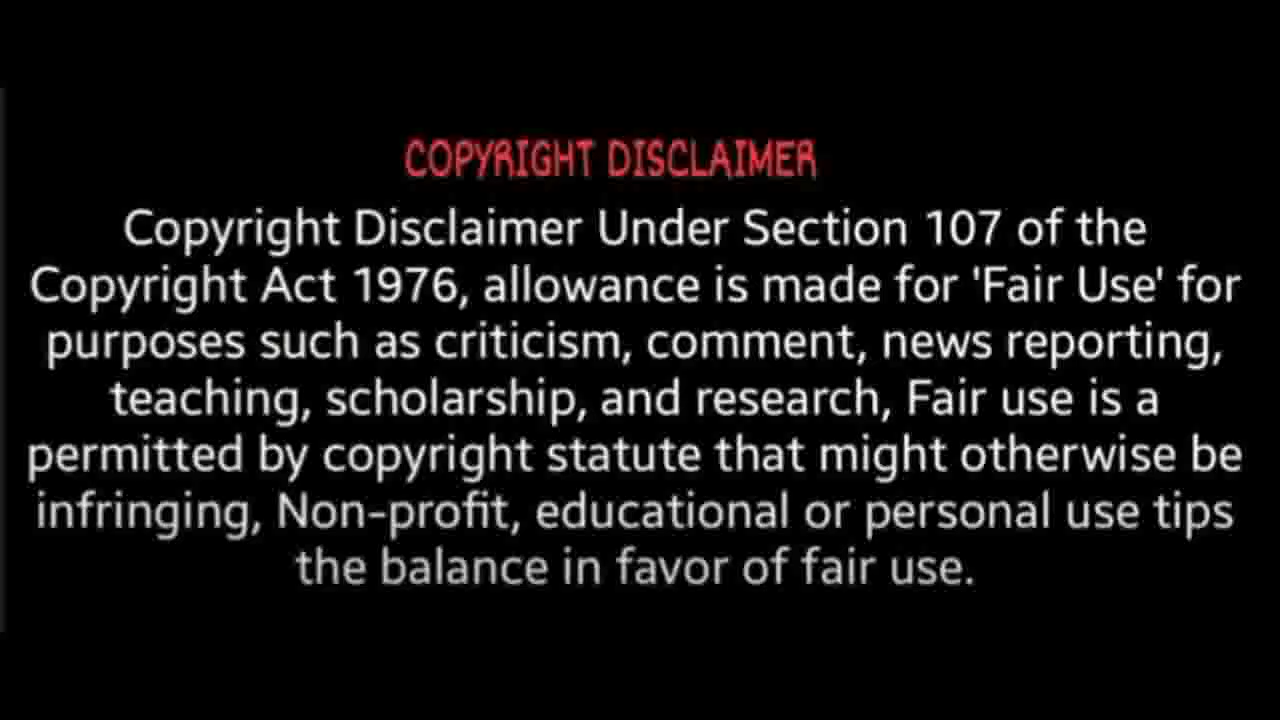 COPYRIGHT DISCLAIMER
Copyright Disclaimer Under Section 107 of the
Copyright Act 1976, allowance is made for 'Fair Use' for
purposes such as criticism, comment, news reporting,
teaching, scholarship, and research, Fair use is a
permitted by copyright statute that might otherwise be
infringing, Non-profit, educational or personal use tips
the balance in favor of fair use.